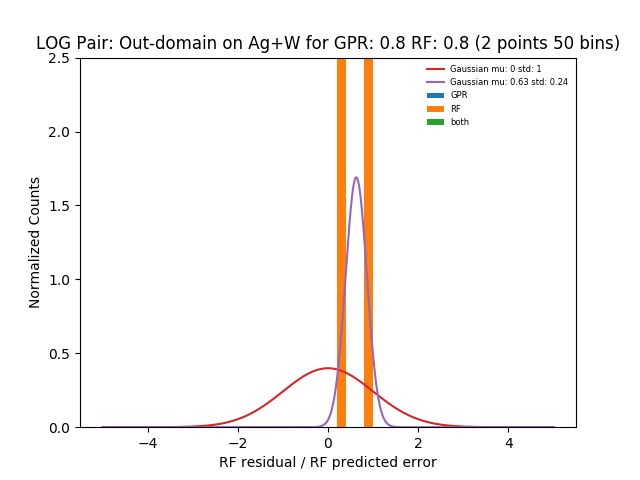 LOG Pair: Out-domain on Ag+W for GPR: 0.8 RF: 0.8 (2 points 50 bins)
Gaussian mu: 0 std: 1
Gaussian mu: 0.63 std: 0.24
GPR
RF
both
Normalized Counts
2.5
2.0
1.5
1.0
0.5
0.0
−4 −2 0 2 4
RF residual / RF predicted error